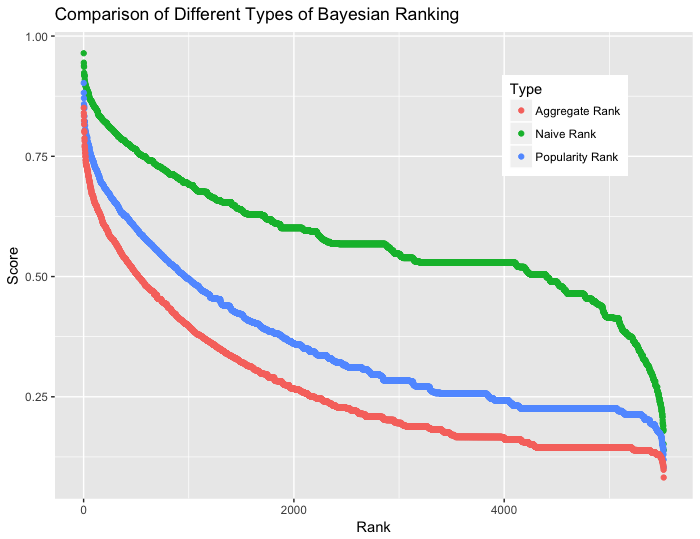 Comparison of Different Types of Bayesian Ranking
1.00
0.75
0.50
0.25
Score
Type
Aggregate Rank
Naive Rank
Popularity Rank
0
2000
4000
Rank